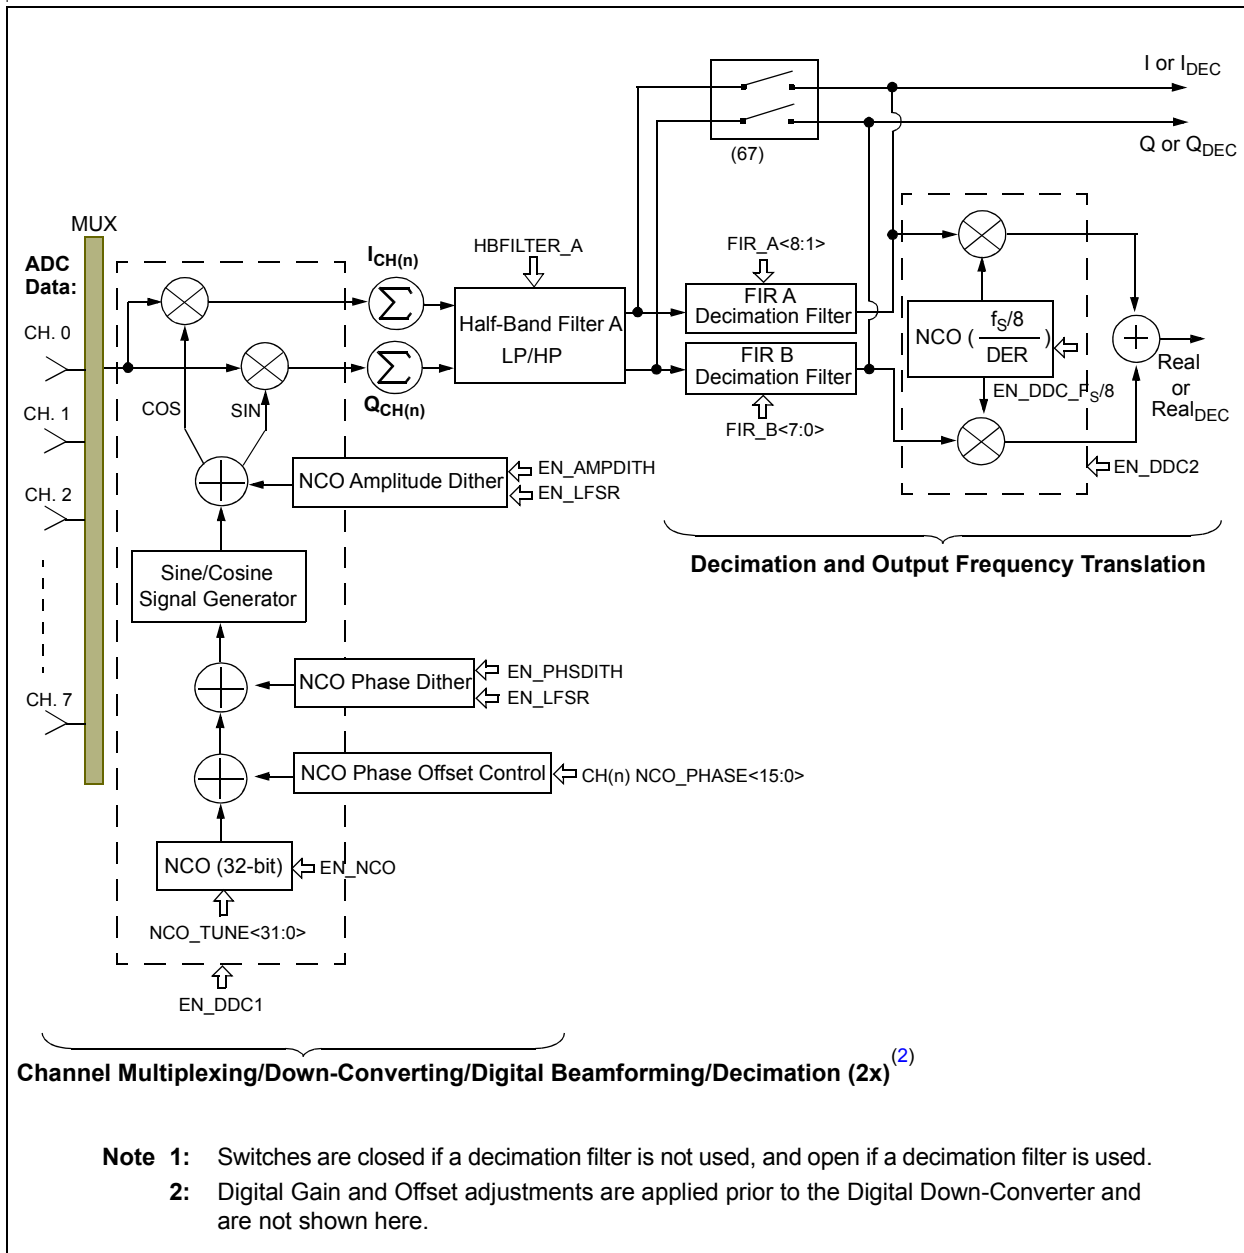 I or IDEC
Q or QDEC
(67)
MUX
ADC
Data:
CH. 0
CH. 1
CH. 2
CH. 7
COS
SIN
ICH(n)
QCH(n)
HBFILTER_A
Half-Band Filter A
LP/HP
FIR_A<8:1>
FIR A
Decimation Filter
FIR B
Decimation Filter
FIR_B<7:0>
NCO ( fS/8 / DER )
EN_DDC_FS/8
EN_DDC2
Real
or
RealDEC
NCO Amplitude Dither
EN_AMPDITH
EN_LFSR
Decimation and Output Frequency Translation
Sine/Cosine
Signal Generator
NCO Phase Dither
EN_PHSDITH
EN_LFSR
NCO Phase Offset Control
CH(n) NCO_PHASE<15:0>
NCO (32-bit)
EN_NCO
NCO_TUNE<31:0>
EN_DDC1
Channel Multiplexing/Down-Converting/Digital Beamforming/Decimation (2x)(2)
Note 1: Switches are closed if a decimation filter is not used, and open if a decimation filter is used.
2: Digital Gain and Offset adjustments are applied prior to the Digital Down-Converter and
are not shown here.